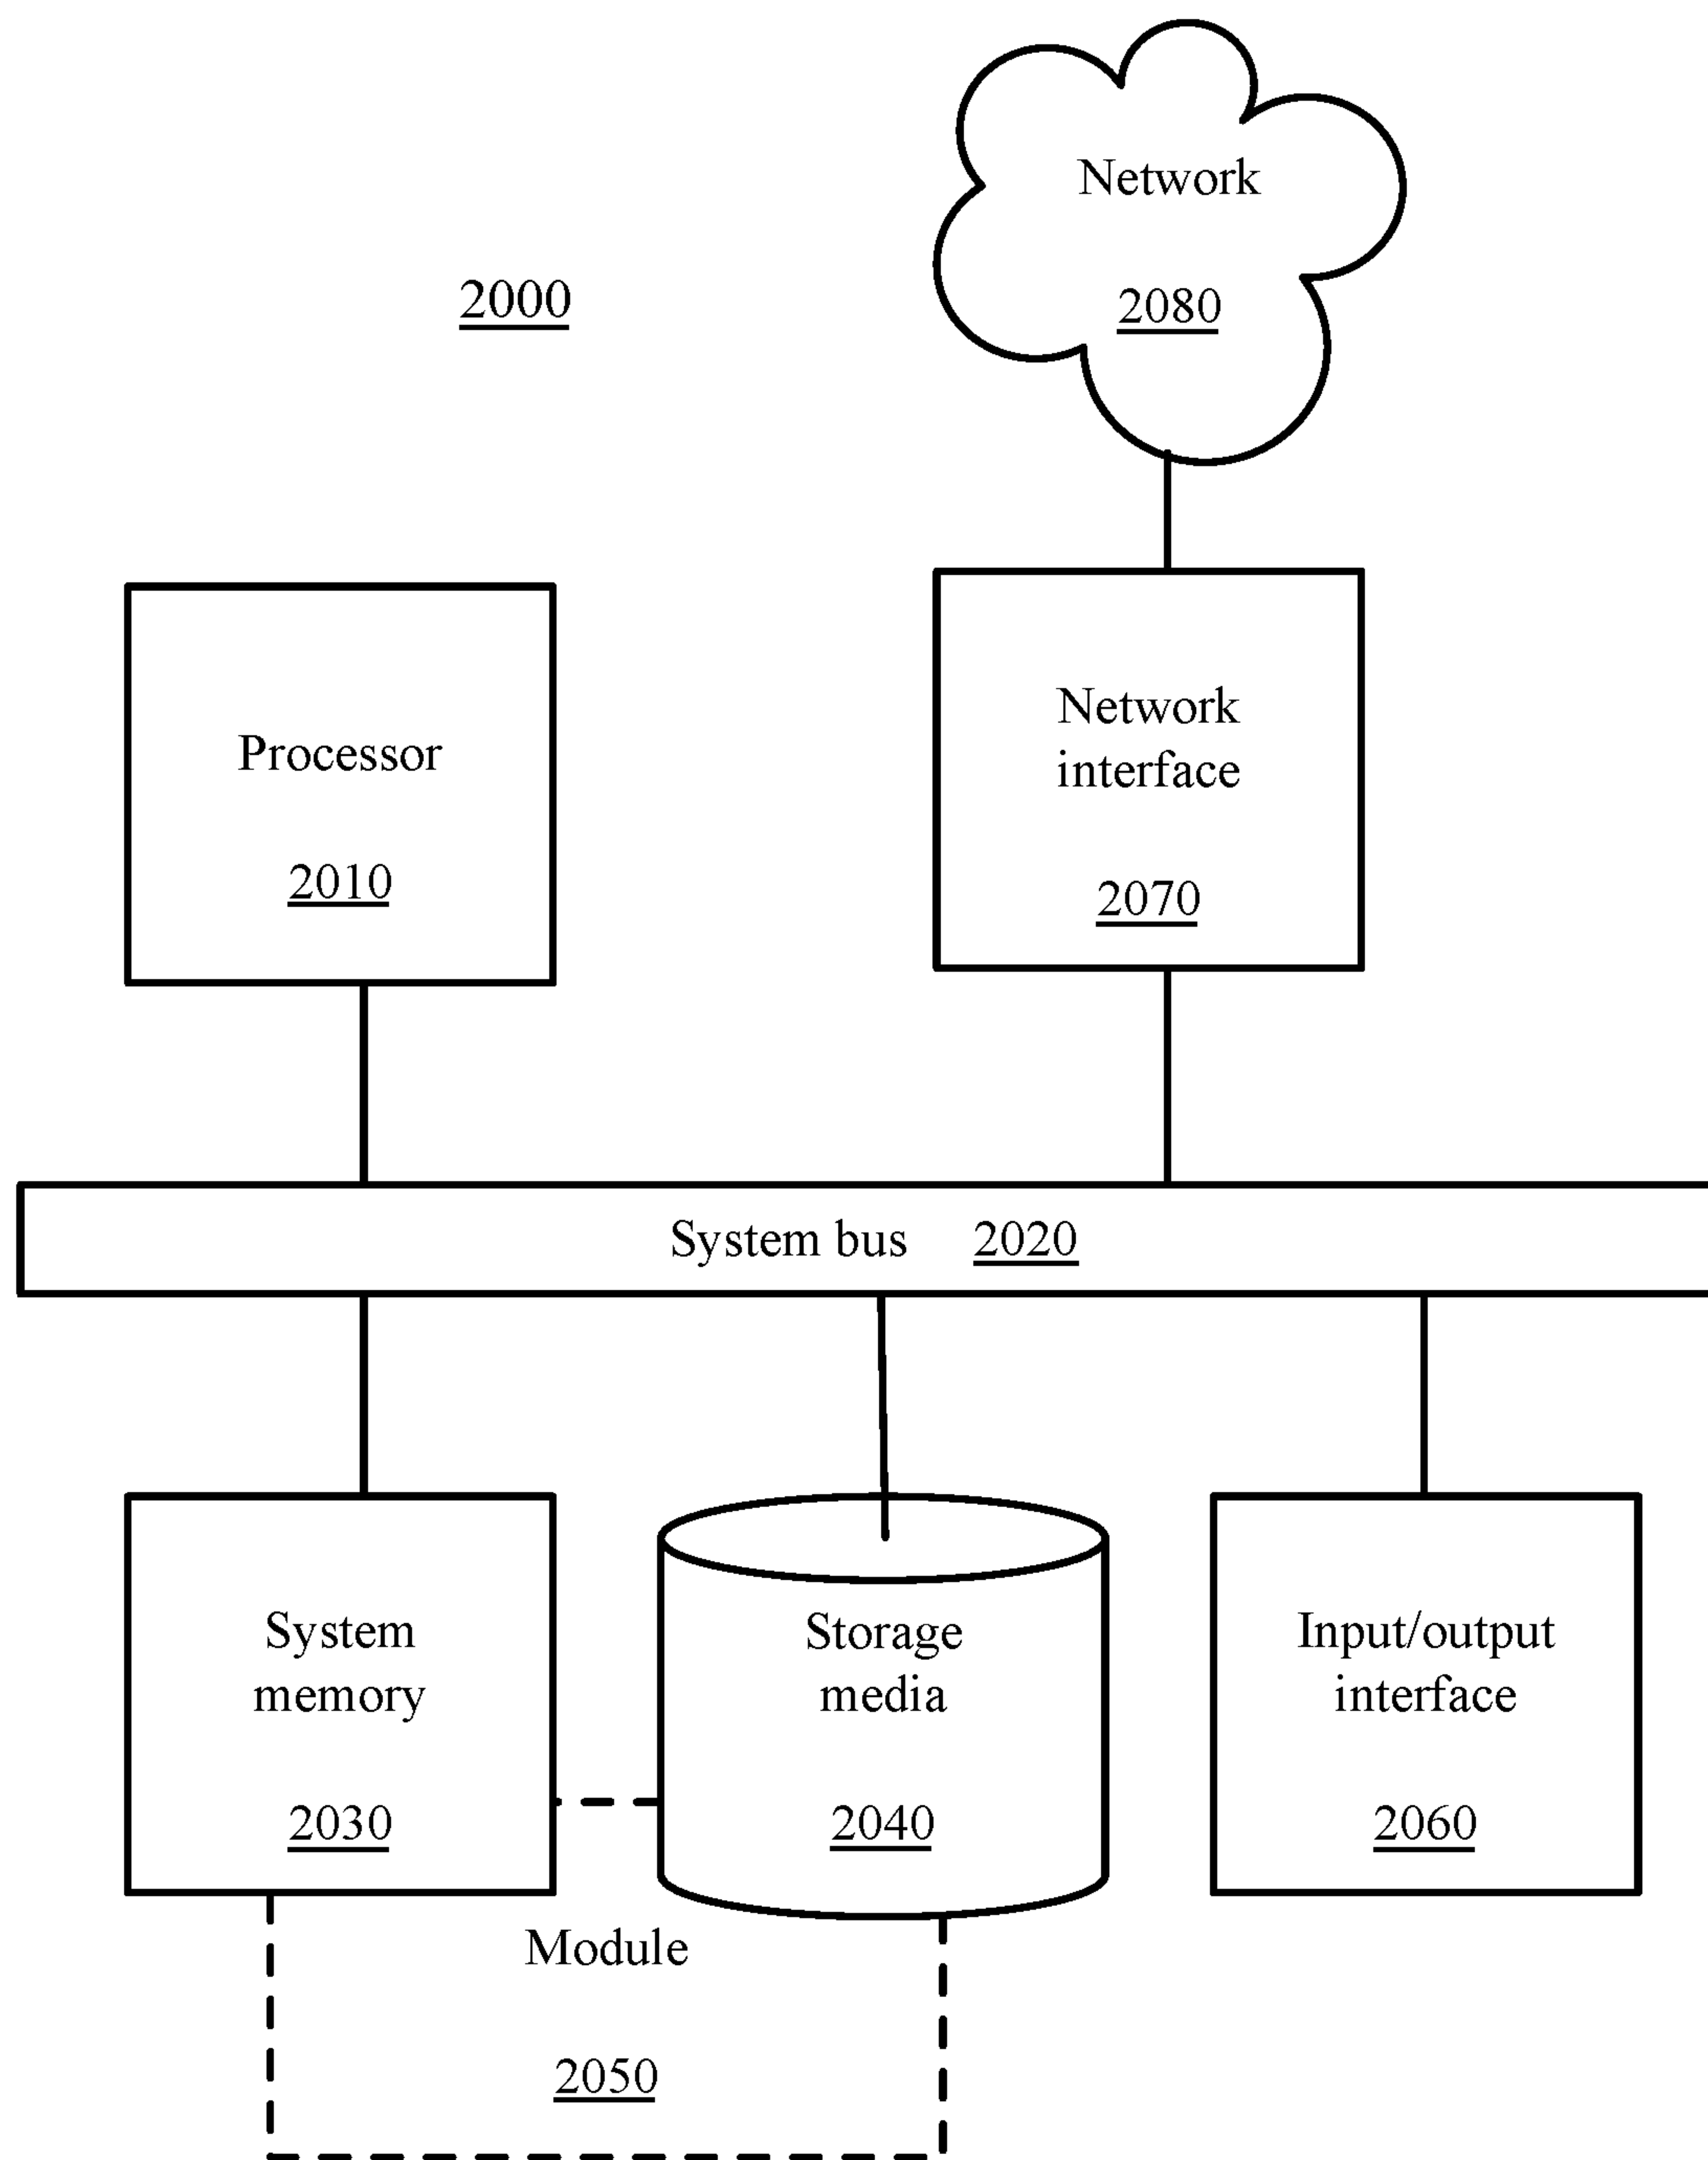 Network
2000
2080
Processor
2010
Network
interface
2070
System bus 2020
System
memory
2030
Storage
media
2040
Input/output
interface
2060
Module
2050